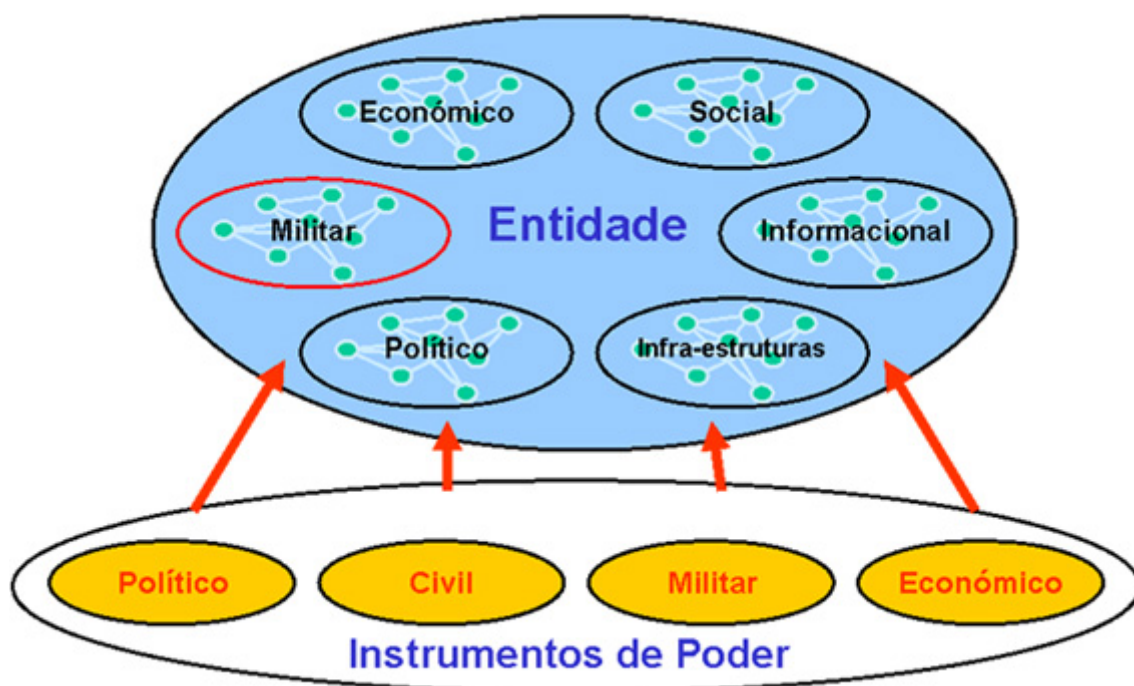 Económico
Social
Militar
Entidade
Informacional
Político
Infra-estruturas
Político
Civil
Militar
Económico
Instrumentos de Poder